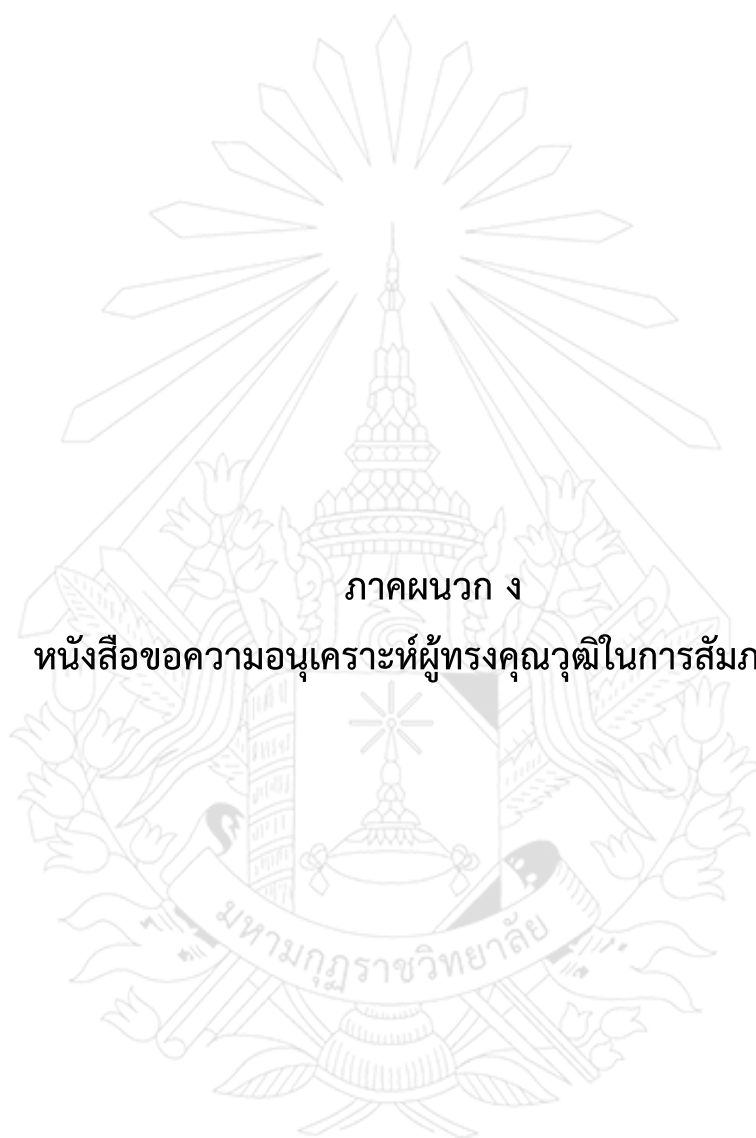 ภาคผนวก ง
หนังสือขอความอนุเคราะห์ผู้ทรงคุณวุฒิในการสัมภ
มหามกุฏราชวิทยาลัย